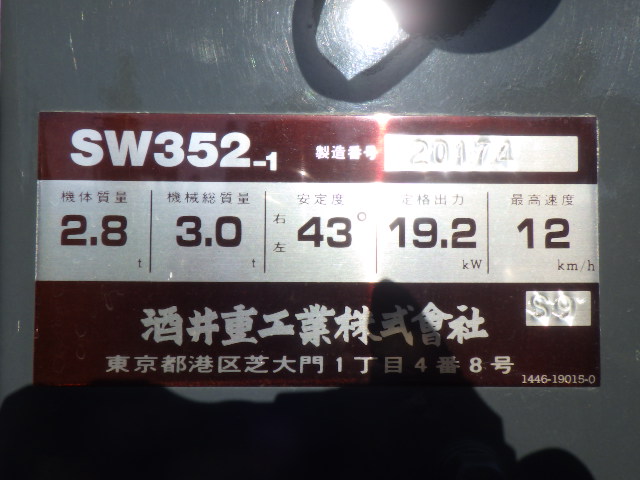 SW352-1 製造番号 20174
機体質量 機械総質量 安定度 定格出力 最高速度
2.8 t 3.0 t 右左 43° 19.2 kW 12 km/h
酒井重工業株式會社
東京都港区芝大門1丁目4番8号
1446-19015-0